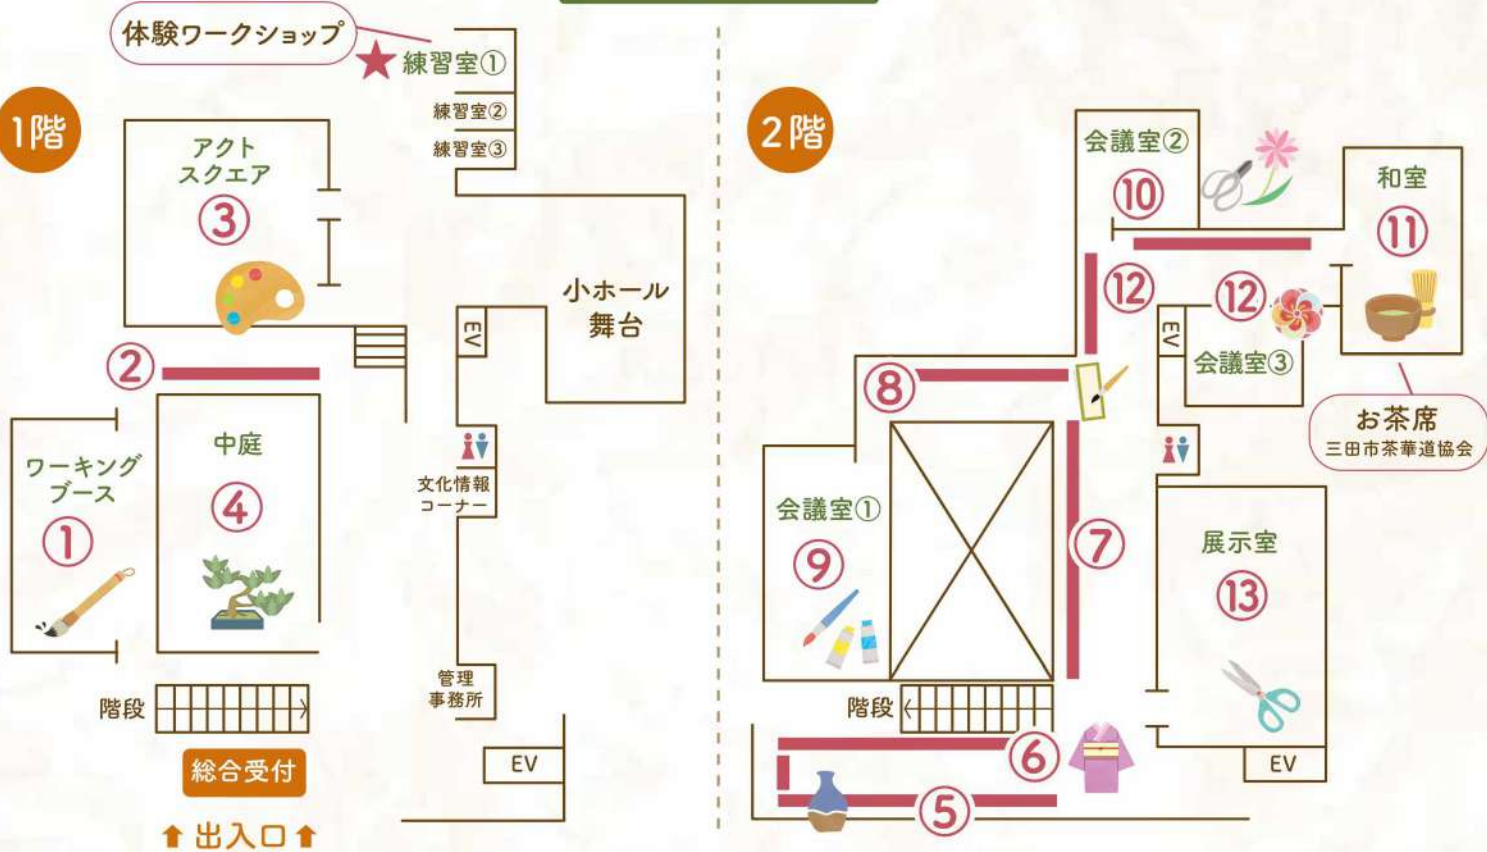 体験ワークショップ
★練習室①
練習室②
練習室③
1階
アクト
スクエア
③
小ホール
舞台
EV
②
ワーキング
ブース
①
中庭
④
文化情報
コーナー
管理
事務所
階段
総合受付
EV
⬆出入口⬆
2階
会議室②
⑩
和室
⑪
⑫
⑫
EV
会議室③
お茶席
三田市茶華道協会
⑧
会議室①
⑨
⑦
展示室
⑬
階段
⑥
EV
⑤